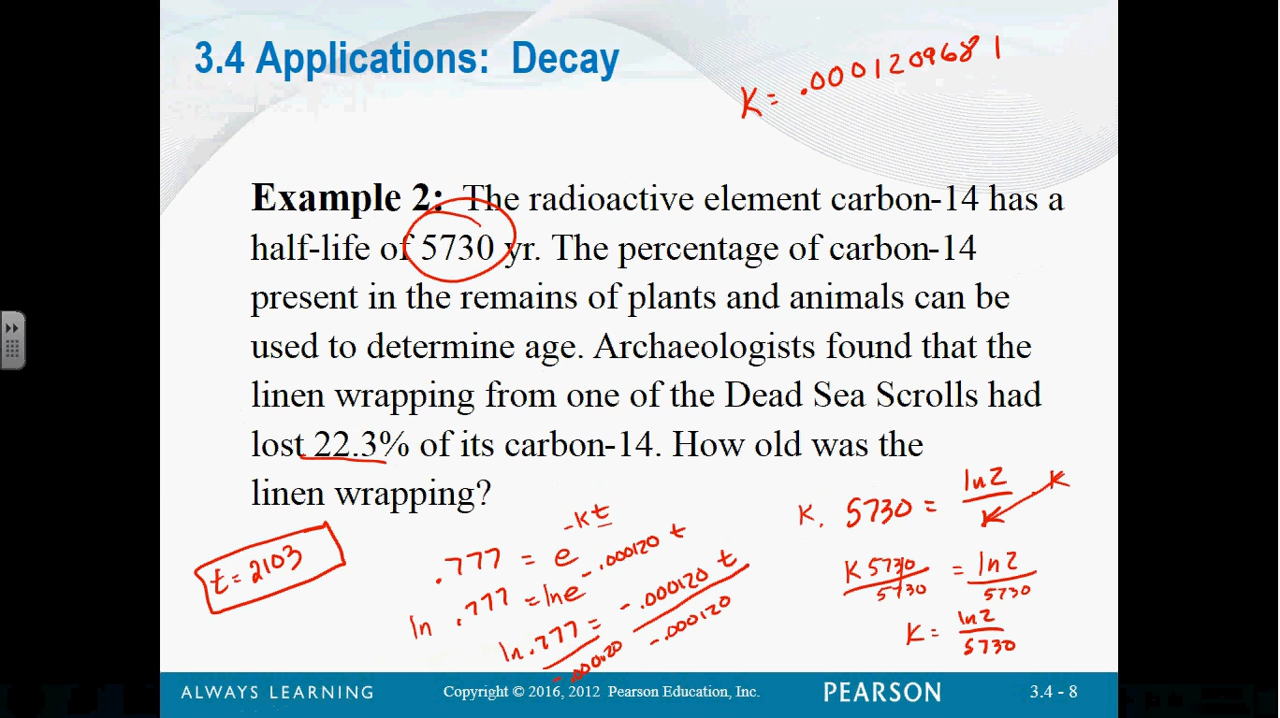 3.4 Applications: Decay
K = .0001209681
Example 2: The radioactive element carbon-14 has a
half-life of 5730 yr. The percentage of carbon-14
present in the remains of plants and animals can be
used to determine age. Archaeologists found that the
linen wrapping from one of the Dead Sea Scrolls had
lost 22.3% of its carbon-14. How old was the
linen wrapping?
t = 2103
.777 = e^-kt
ln .777 = ln e^-.000120 t
ln .777 / -.000120 = -.000120 t / -.000120
K. 5730 = ln2 / K K
K 5730 / 5730 = ln2 / 5730
K = ln2 / 5730
ALWAYS LEARNING
Copyright © 2016, 2012 Pearson Education, Inc.
PEARSON
3.4 - 8